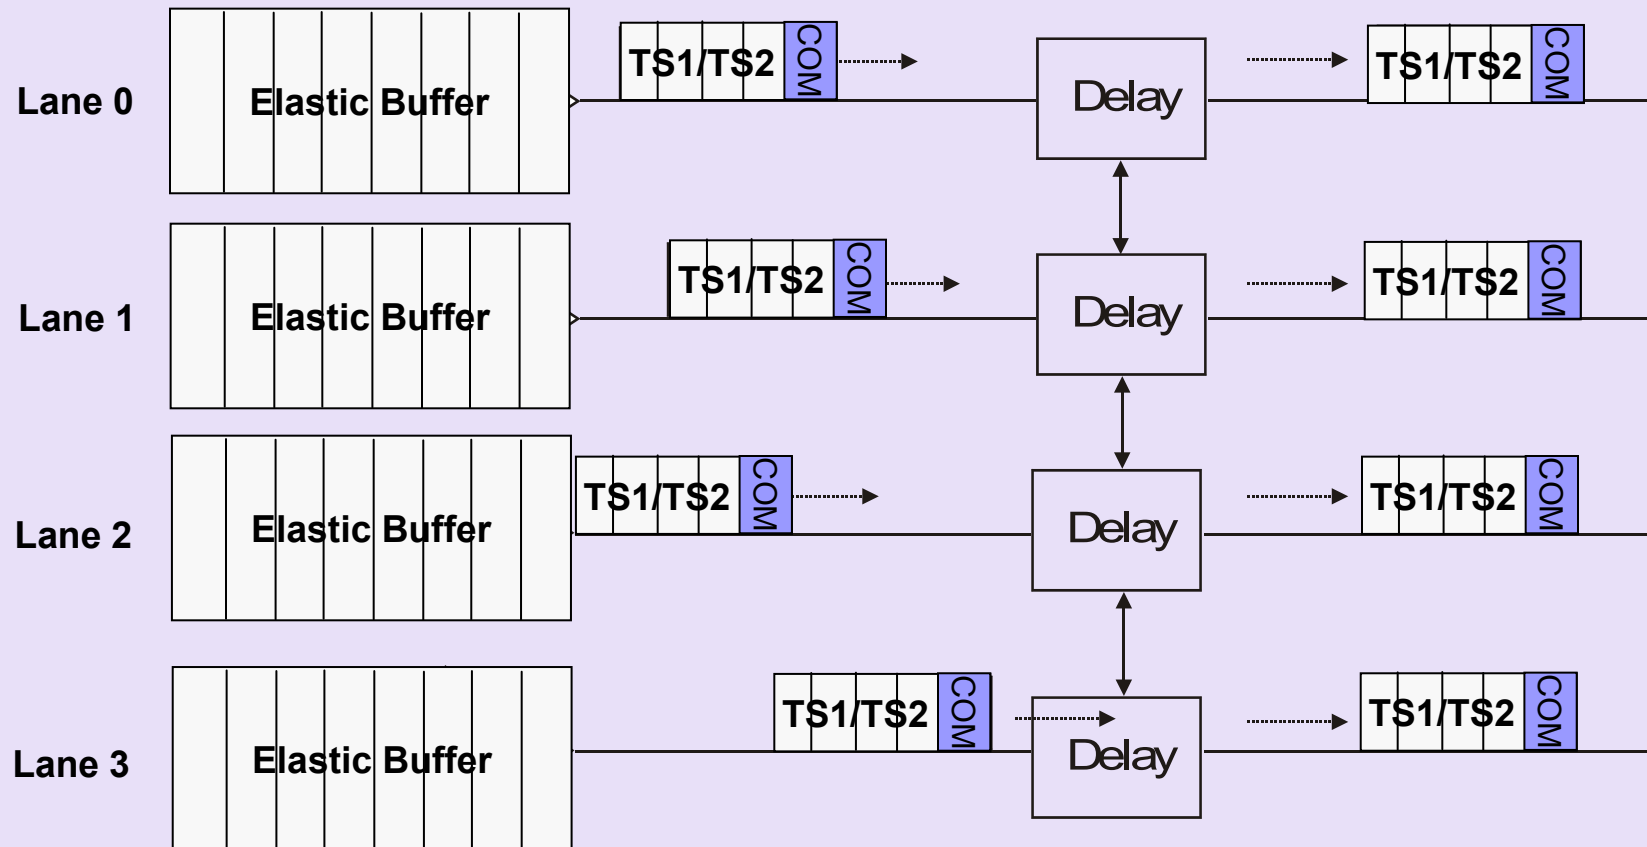 Lane 0
Elastic Buffer
TS1/TS2
COM
Delay
TS1/TS2
COM
Lane 1
Elastic Buffer
TS1/TS2
COM
Delay
TS1/TS2
COM
Lane 2
Elastic Buffer
TS1/TS2
COM
Delay
TS1/TS2
COM
Lane 3
Elastic Buffer
TS1/TS2
COM
Delay
TS1/TS2
COM